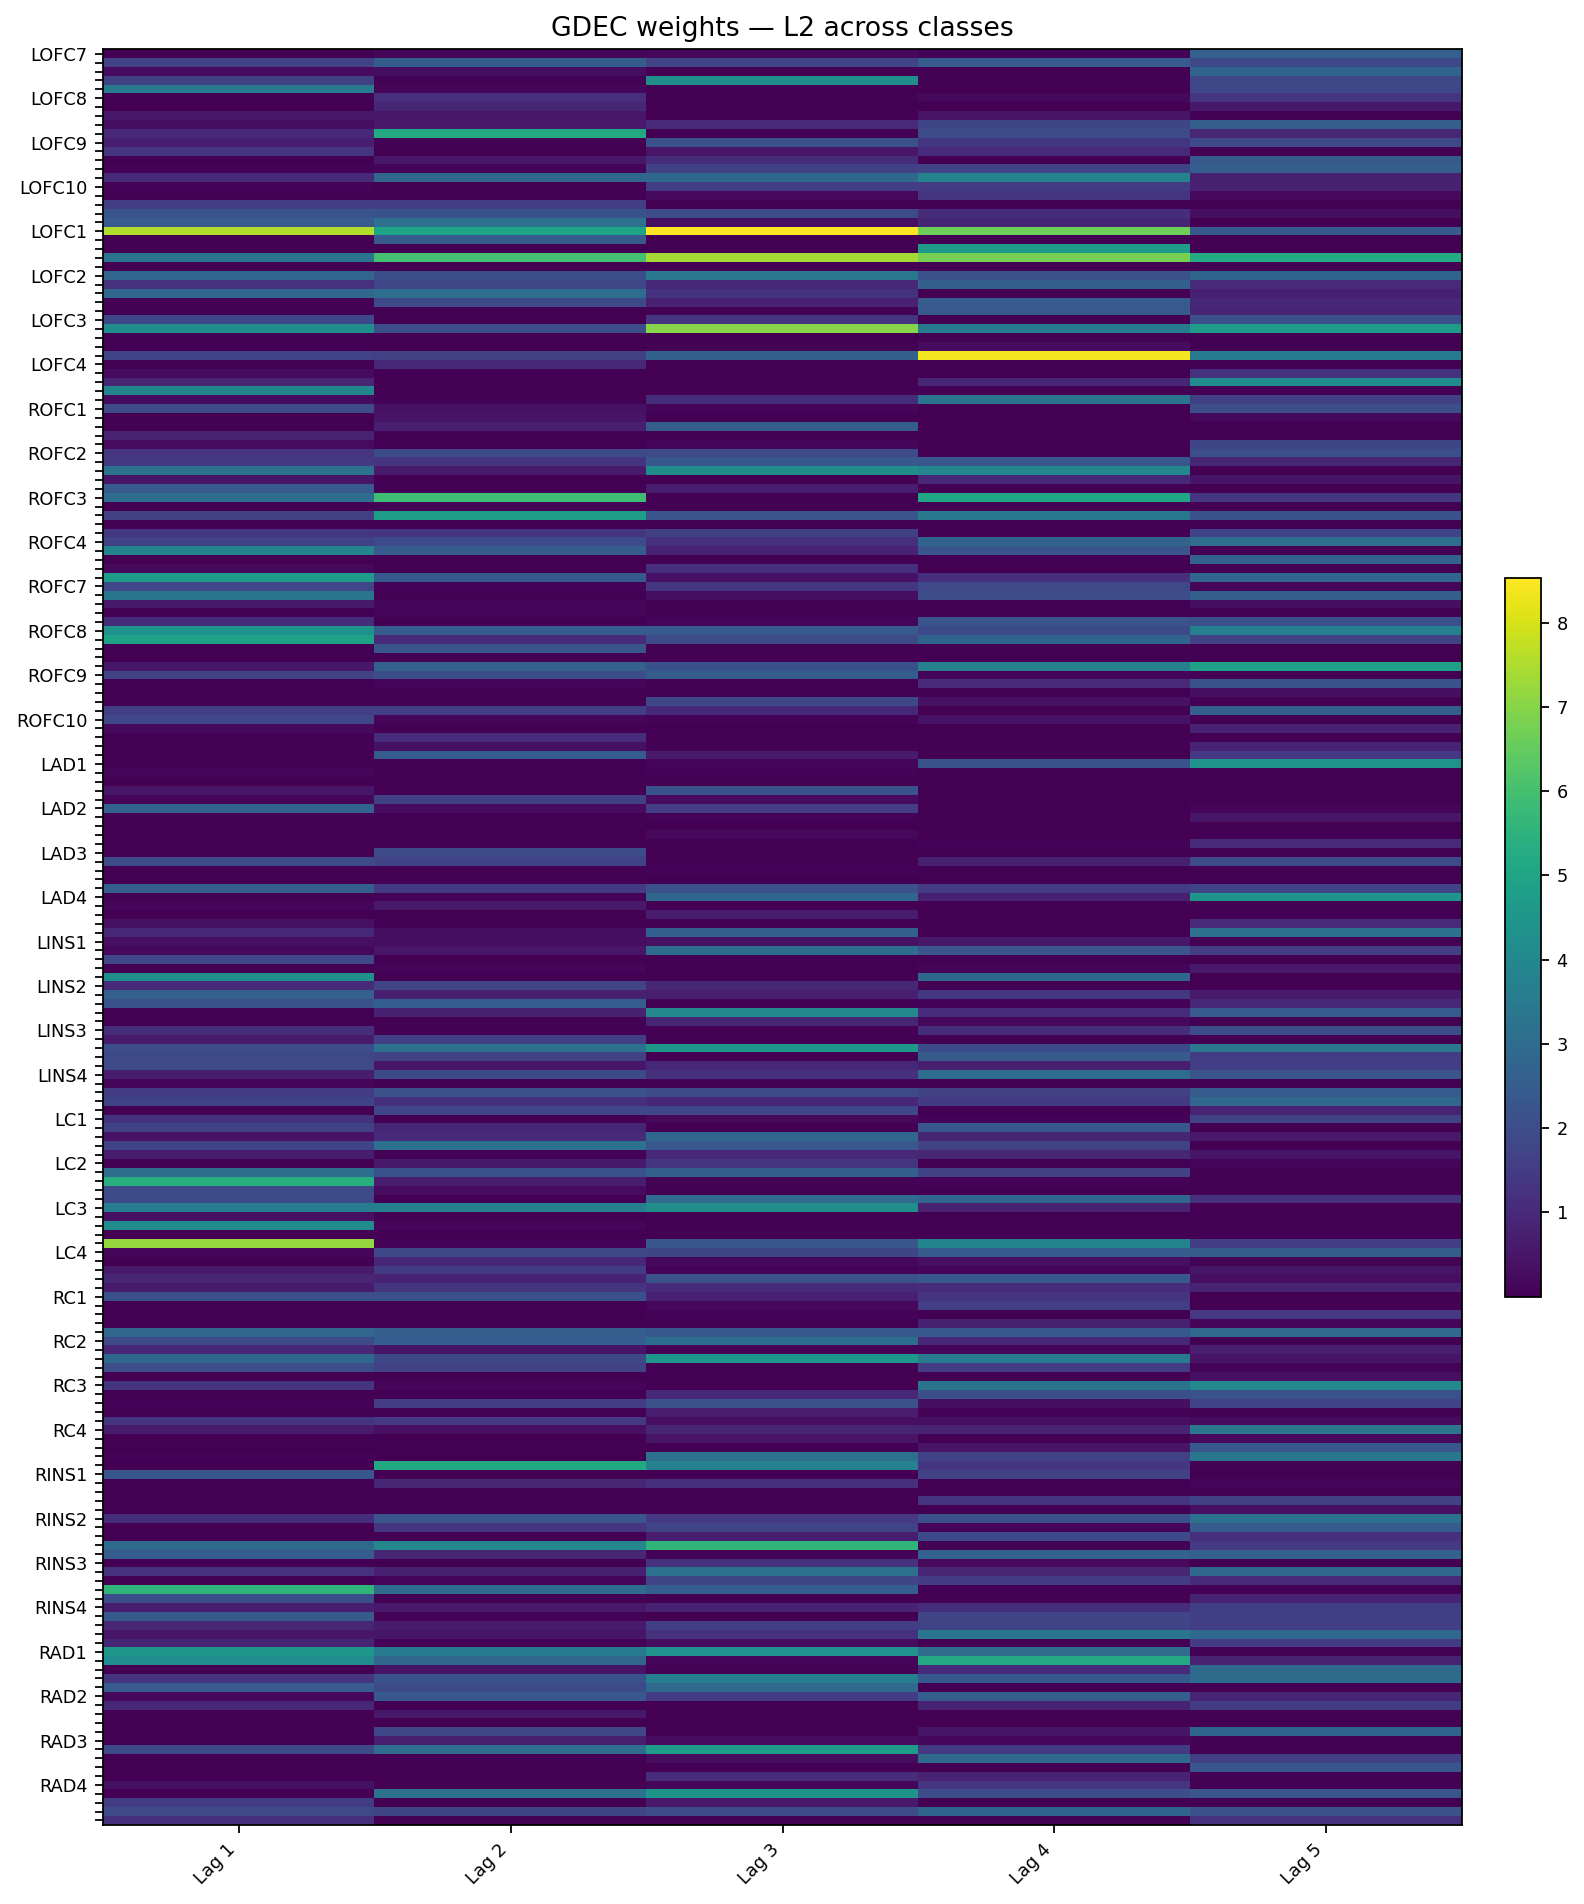 GDEC weights — L2 across classes
LOFC7
LOFC8
LOFC9
LOFC10
LOFC1
LOFC2
LOFC3
LOFC4
ROFC1
ROFC2
ROFC3
ROFC4
ROFC7
ROFC8
ROFC9
ROFC10
LAD1
LAD2
LAD3
LAD4
LINS1
LINS2
LINS3
LINS4
LC1
LC2
LC3
LC4
RC1
RC2
RC3
RC4
RINS1
RINS2
RINS3
RINS4
RAD1
RAD2
RAD3
RAD4
Lag 1
Lag 2
Lag 3
Lag 4
Lag 5
8
7
6
5
4
3
2
1